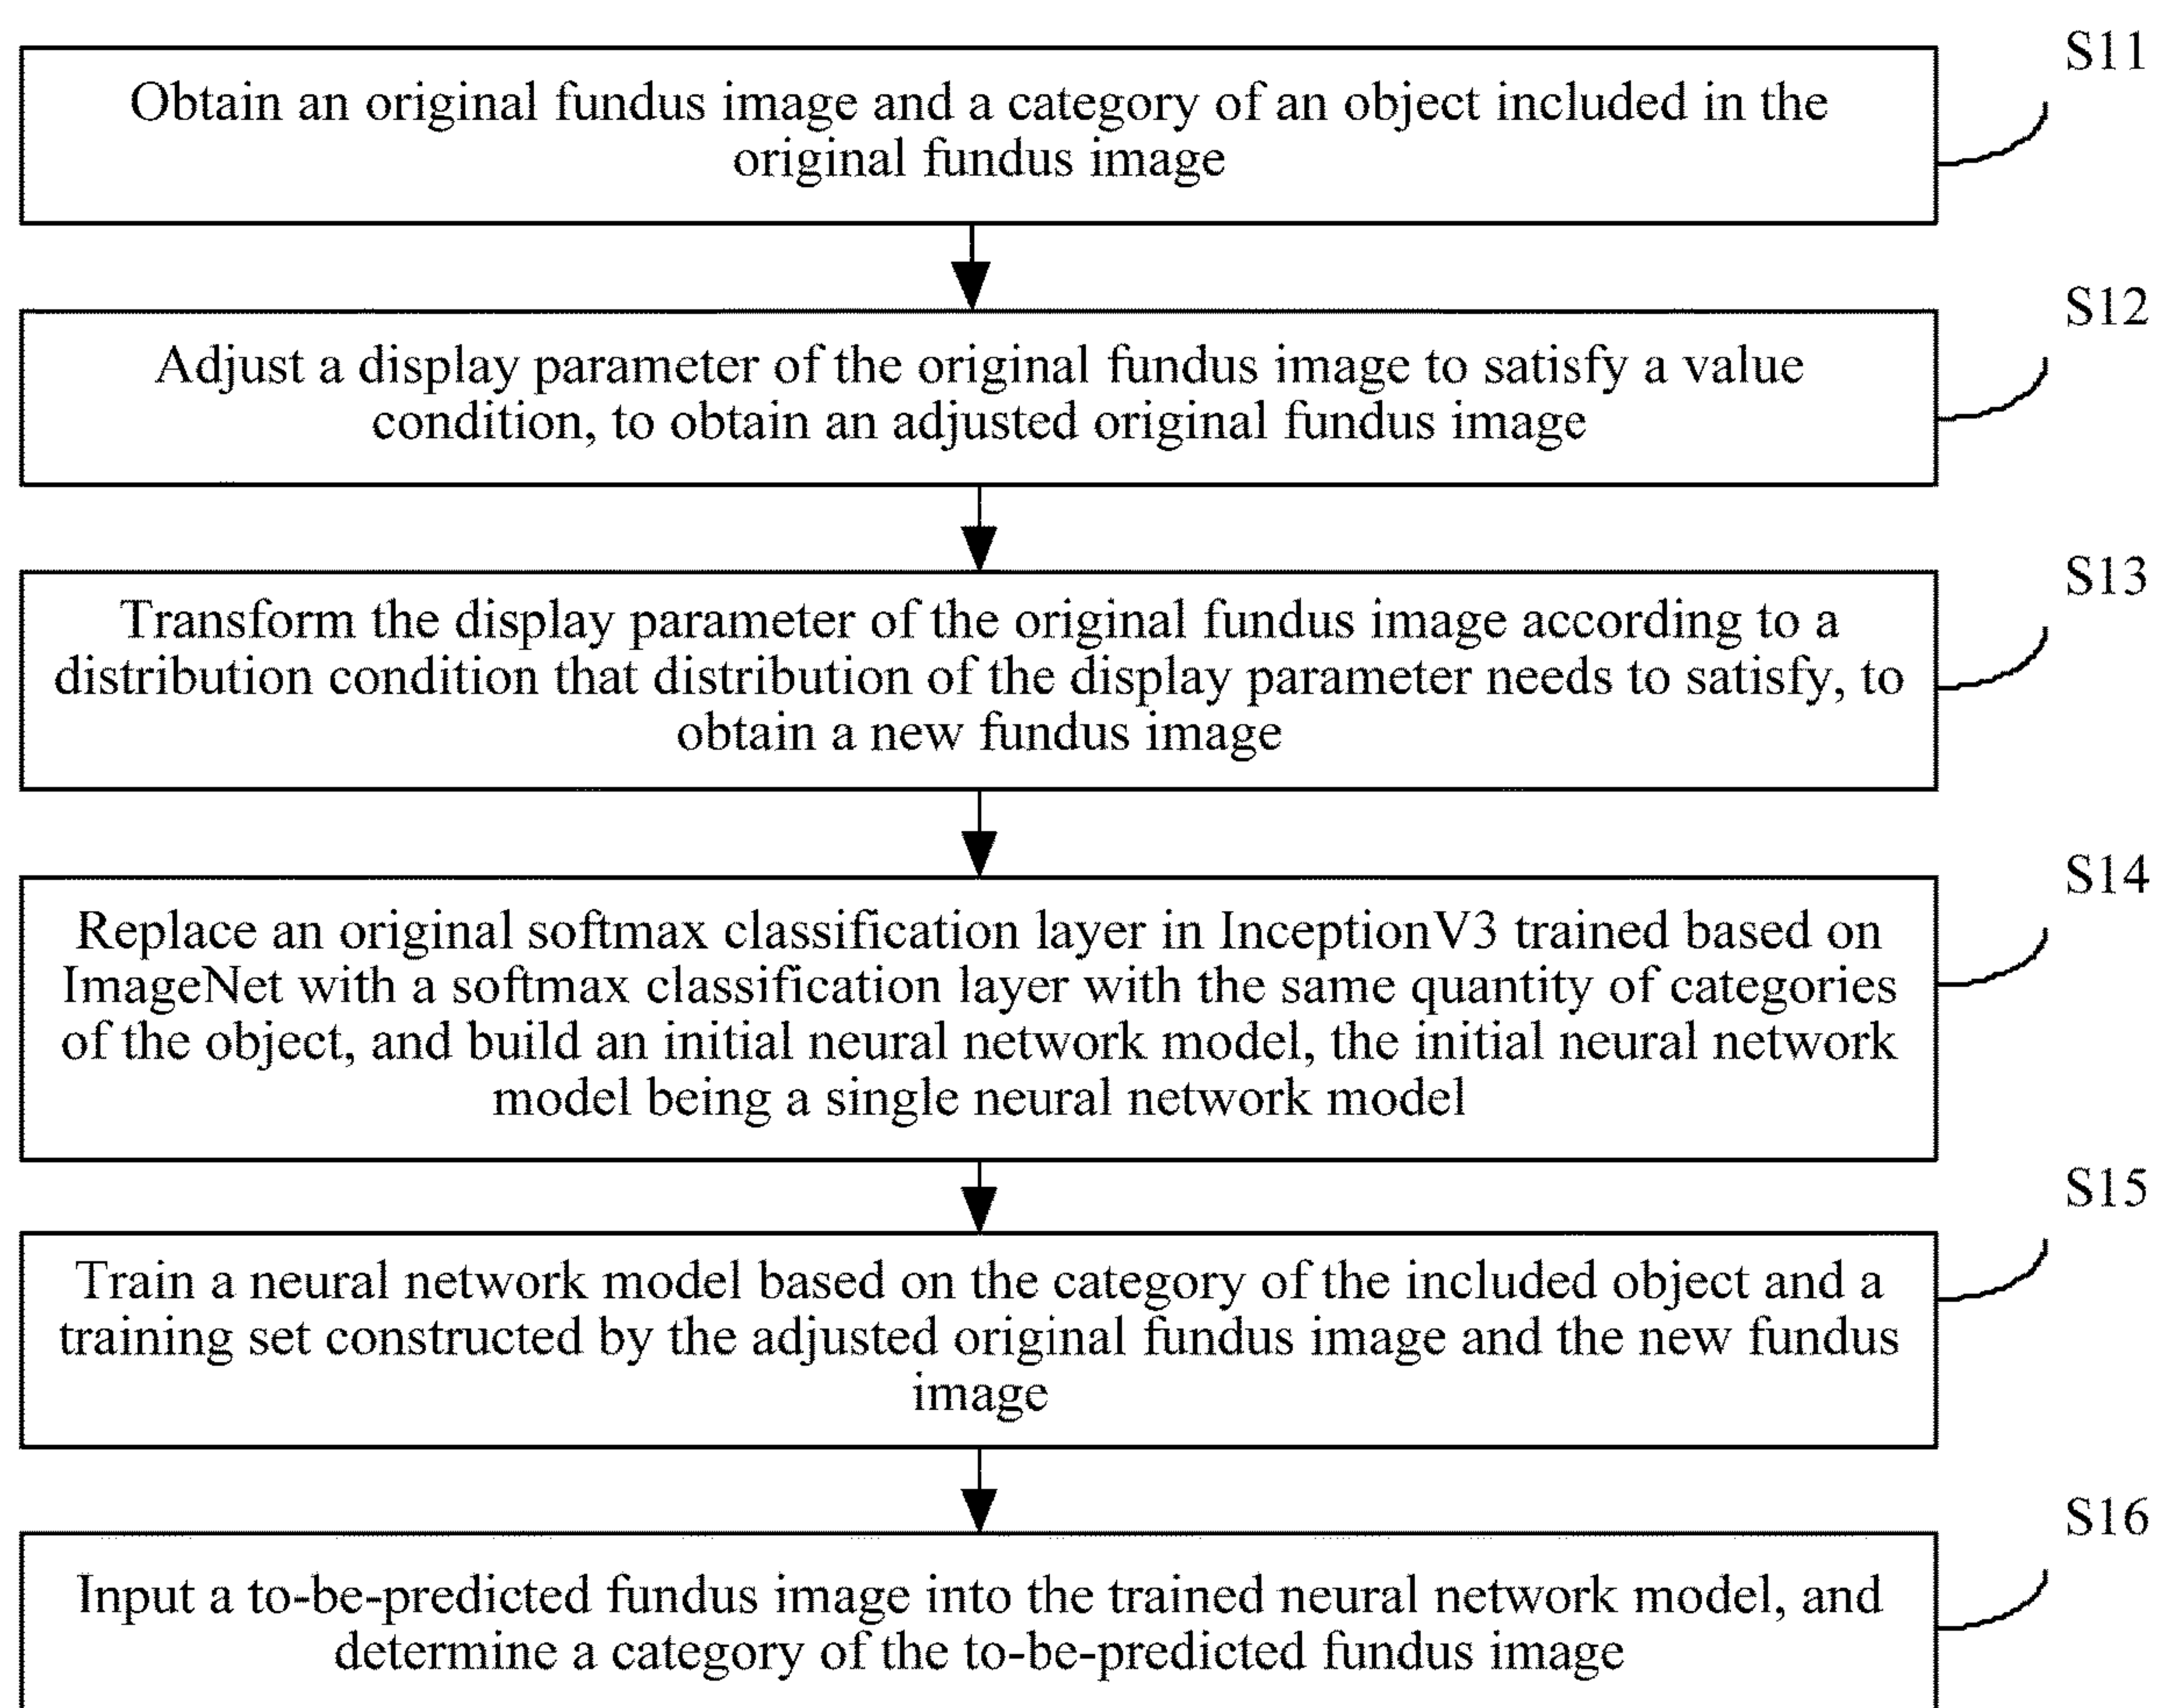 S11
Obtain an original fundus image and a category of an object included in the
original fundus image
S12
Adjust a display parameter of the original fundus image to satisfy a value
condition, to obtain an adjusted original fundus image
S13
Transform the display parameter of the original fundus image according to a
distribution condition that distribution of the display parameter needs to satisfy, to
obtain a new fundus image
S14
Replace an original softmax classification layer in InceptionV3 trained based on
ImageNet with a softmax classification layer with the same quantity of categories
of the object, and build an initial neural network model, the initial neural network
model being a single neural network model
S15
Train a neural network model based on the category of the included object and a
training set constructed by the adjusted original fundus image and the new fundus
image
S16
Input a to-be-predicted fundus image into the trained neural network model, and
determine a category of the to-be-predicted fundus image